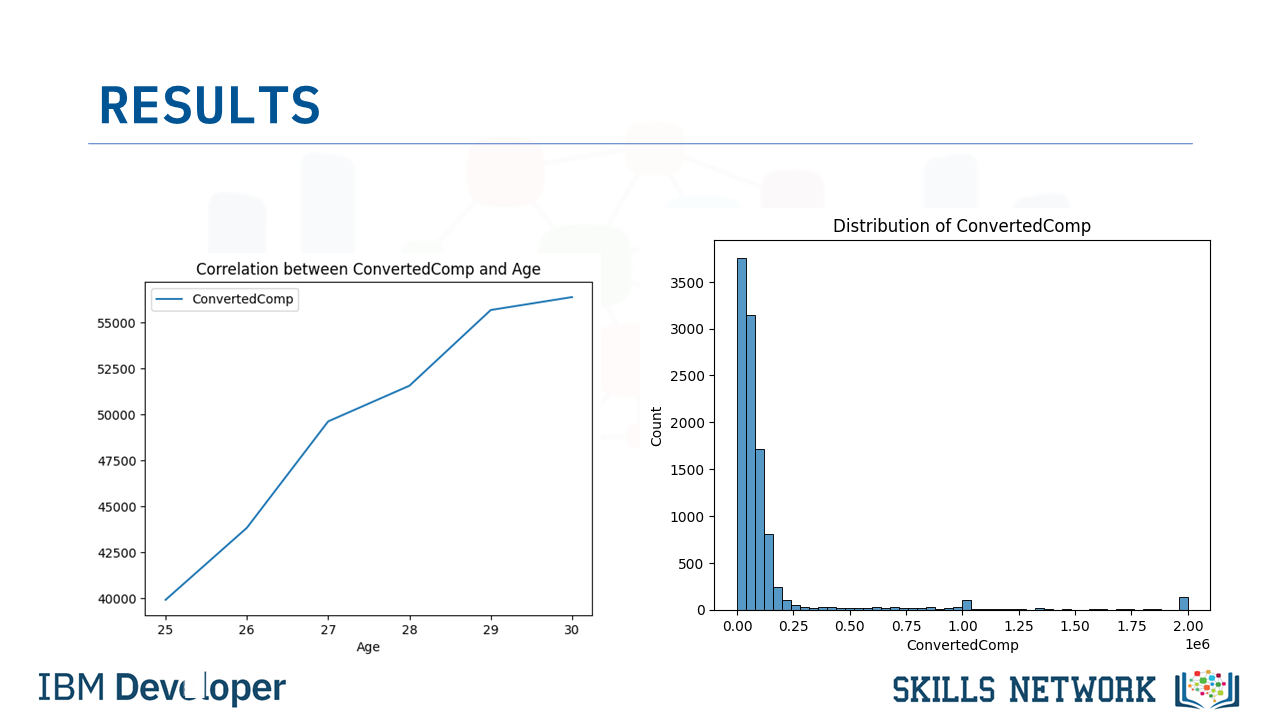 RESULTS
Correlation between ConvertedComp and Age
ConvertedComp
55000
52500
50000
47500
45000
42500
40000
25 26 27 28 29 30
Age
Distribution of ConvertedComp
Count
3500
3000
2500
2000
1500
1000
500
0
0.00 0.25 0.50 0.75 1.00 1.25 1.50 1.75 2.00
1e6
ConvertedComp
IBM Developer
SKILLS NETWORK